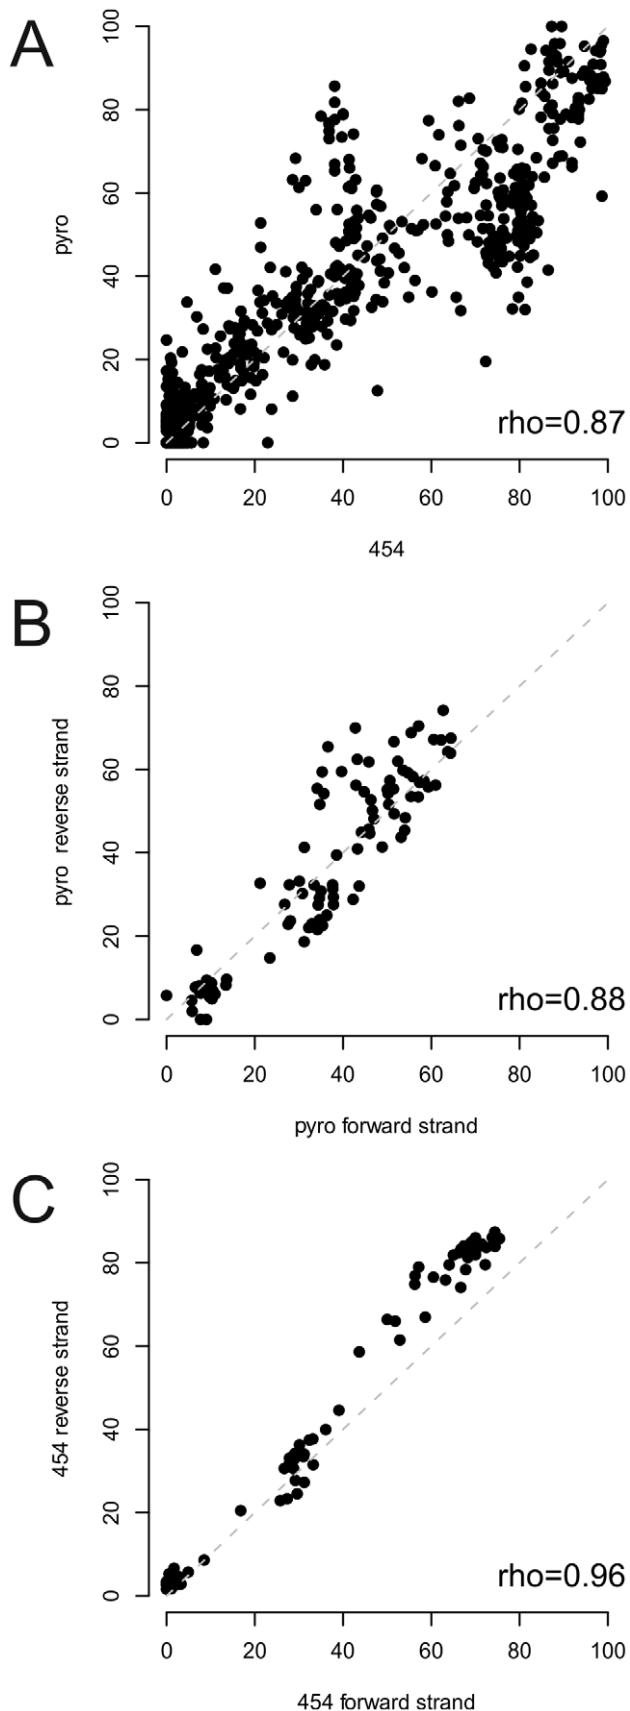 A
100
80
60
40
20
0
pyro
rho=0.87
0 20 40 60 80 100
454
B
100
80
60
40
20
0
pyro reverse strand
rho=0.88
0 20 40 60 80 100
pyro forward strand
C
100
80
60
40
20
0
454 reverse strand
rho=0.96
0 20 40 60 80 100
454 forward strand